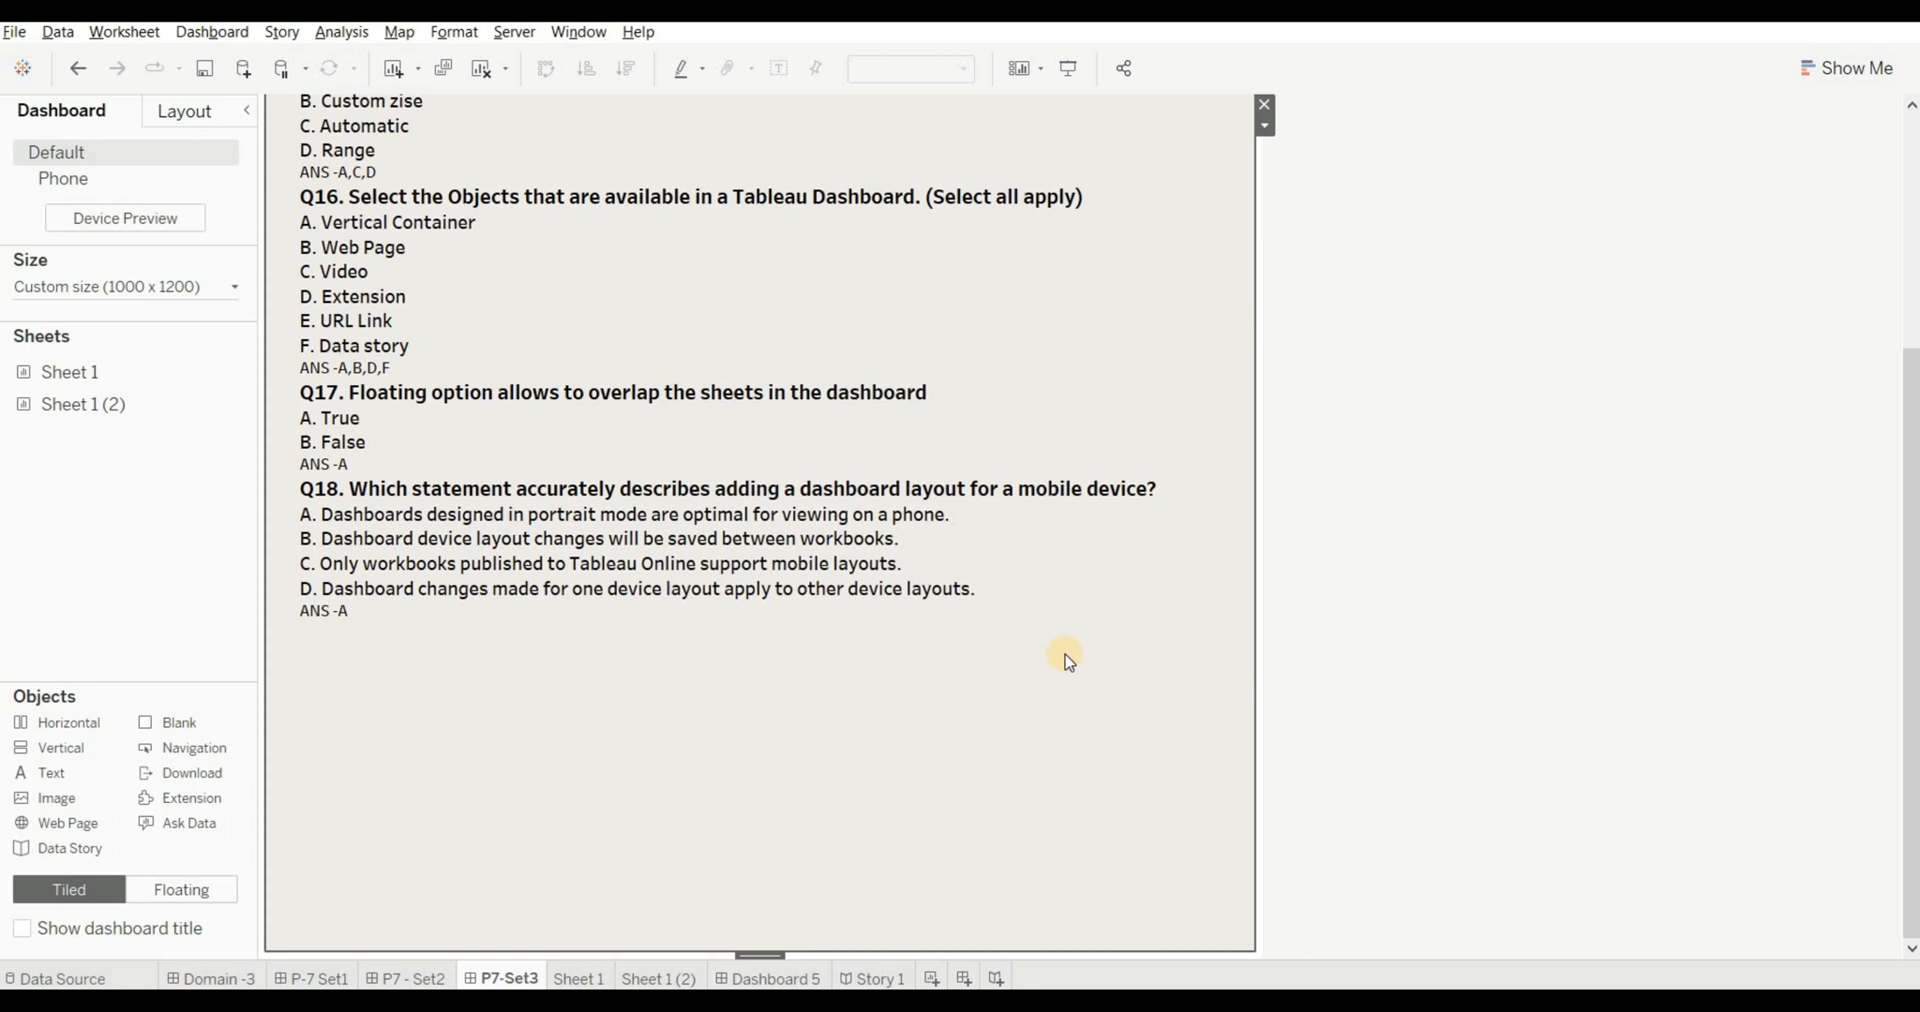 File Data Worksheet Dashboard Story Analysis Map Format Server Window Help
Show Me
Dashboard Layout
Default
Phone
Device Preview
Size
Custom size (1000 x 1200)
Sheets
Sheet 1
Sheet 1 (2)
Objects
Horizontal Blank
Vertical Navigation
Text Download
Image Extension
Web Page Ask Data
Data Story
Tiled Floating
Show dashboard title
B. Custom zise
C. Automatic
D. Range
ANS -A,C,D
Q16. Select the Objects that are available in a Tableau Dashboard. (Select all apply)
A. Vertical Container
B. Web Page
C. Video
D. Extension
E. URL Link
F. Data story
ANS -A,B,D,F
Q17. Floating option allows to overlap the sheets in the dashboard
A. True
B. False
ANS -A
Q18. Which statement accurately describes adding a dashboard layout for a mobile device?
A. Dashboards designed in portrait mode are optimal for viewing on a phone.
B. Dashboard device layout changes will be saved between workbooks.
C. Only workbooks published to Tableau Online support mobile layouts.
D. Dashboard changes made for one device layout apply to other device layouts.
ANS -A
Data Source Domain -3 P-7 Set1 P7 - Set2 P7-Set3 Sheet 1 Sheet 1 (2) Dashboard 5 Story 1